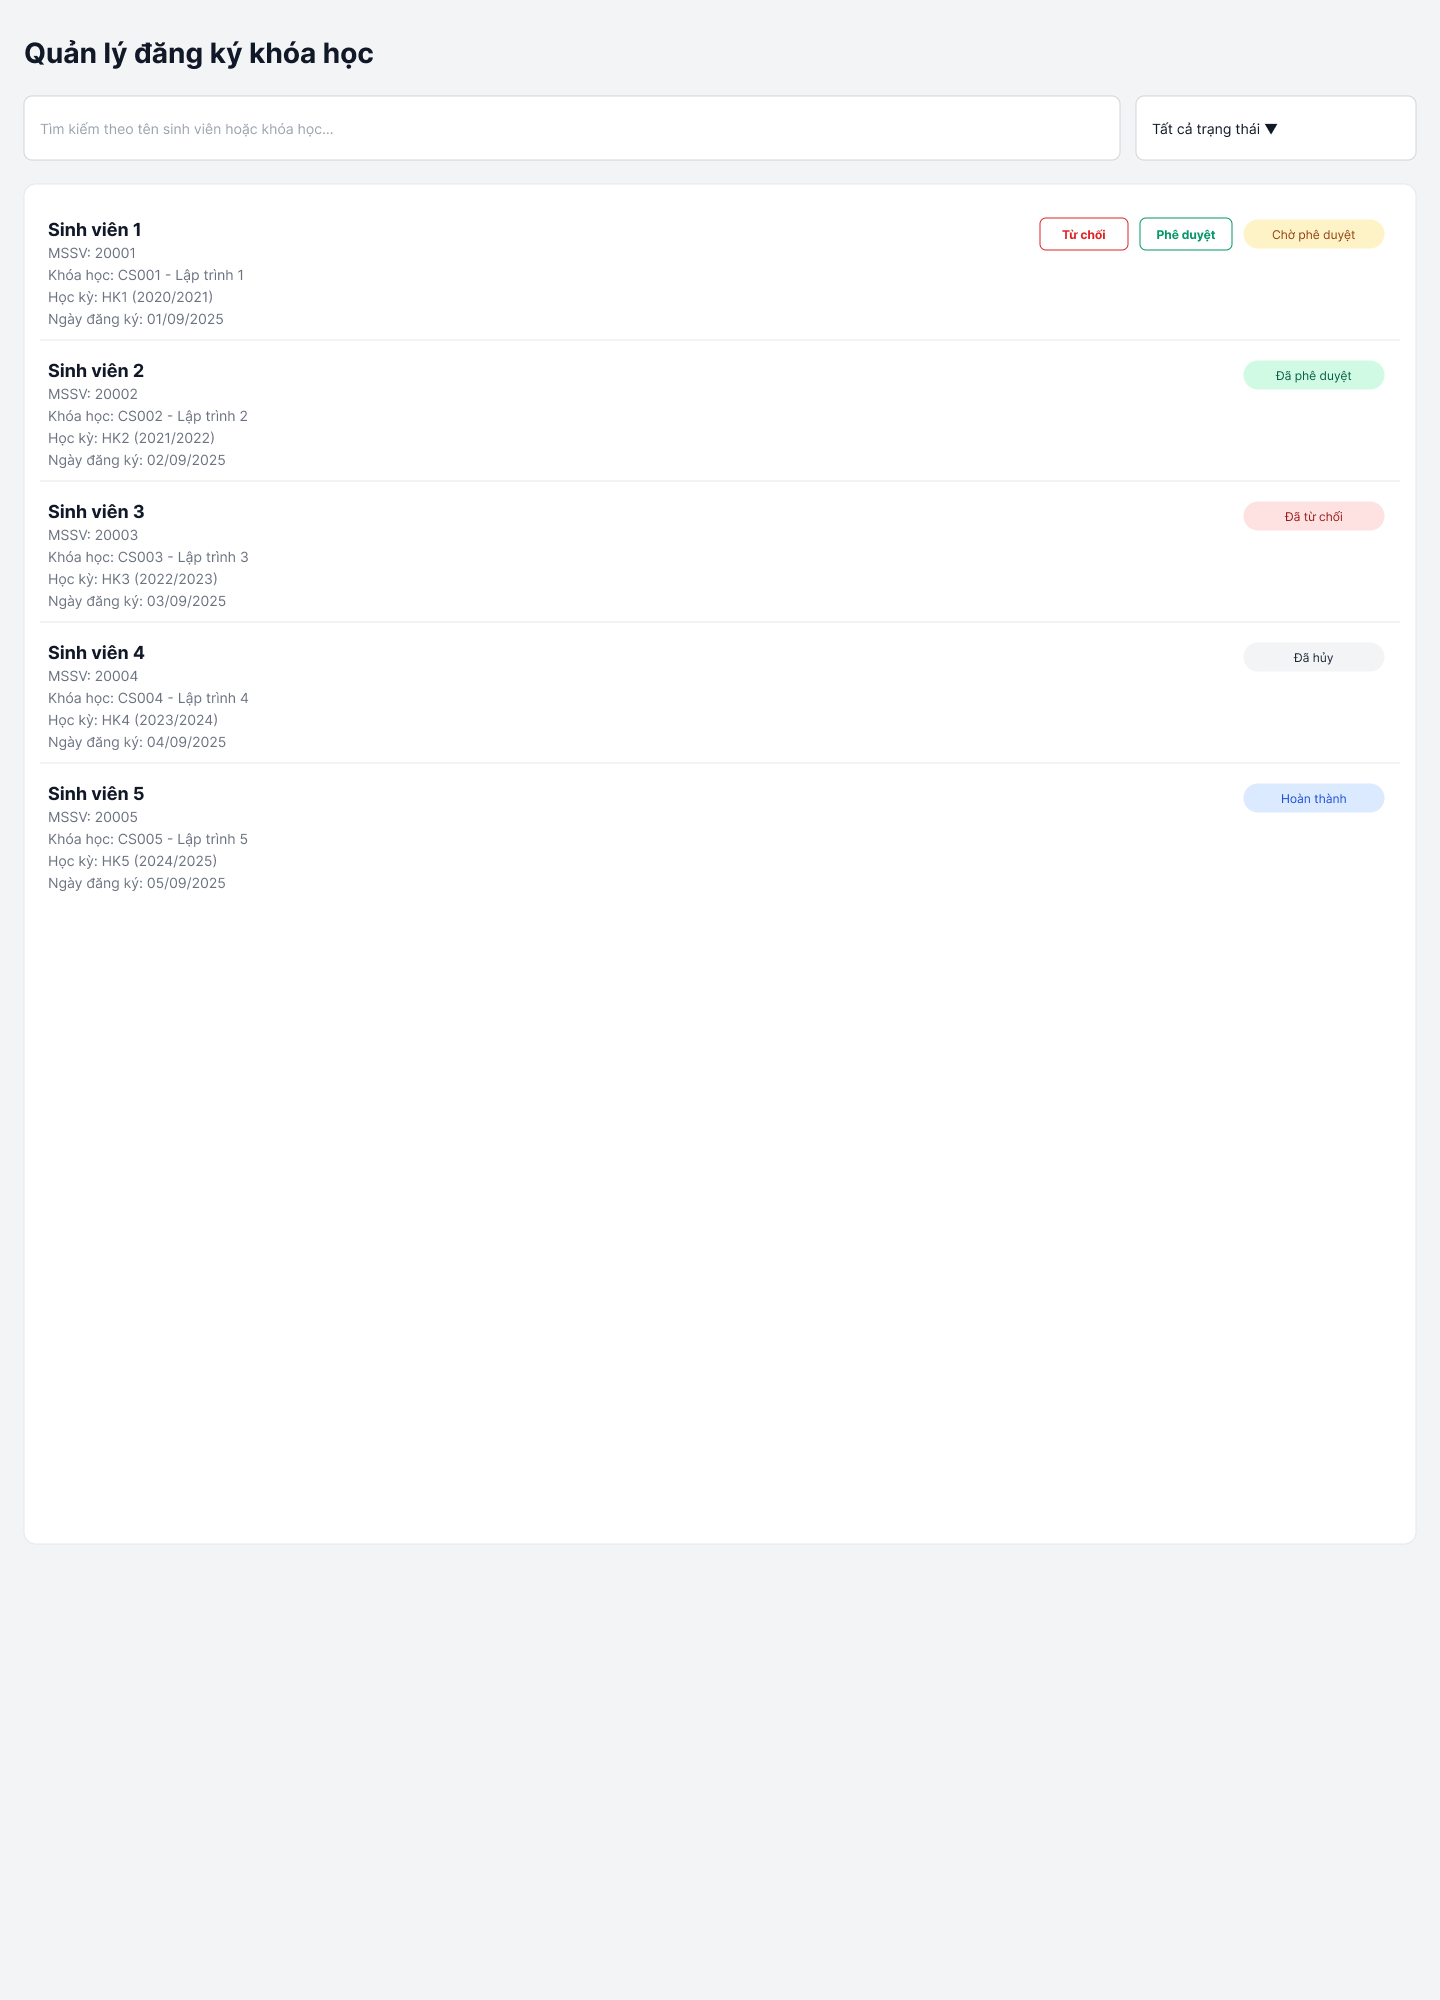 Quản lý đăng ký khóa học
Tìm kiếm theo tên sinh viên hoặc khóa học...
Tất cả trạng thái ▼
Sinh viên 1
MSSV: 20001
Khóa học: CS001 - Lập trình 1
Học kỳ: HK1 (2020/2021)
Ngày đăng ký: 01/09/2025
Từ chối
Phê duyệt
Chờ phê duyệt
Sinh viên 2
MSSV: 20002
Khóa học: CS002 - Lập trình 2
Học kỳ: HK2 (2021/2022)
Ngày đăng ký: 02/09/2025
Đã phê duyệt
Sinh viên 3
MSSV: 20003
Khóa học: CS003 - Lập trình 3
Học kỳ: HK3 (2022/2023)
Ngày đăng ký: 03/09/2025
Đã từ chối
Sinh viên 4
MSSV: 20004
Khóa học: CS004 - Lập trình 4
Học kỳ: HK4 (2023/2024)
Ngày đăng ký: 04/09/2025
Đã hủy
Sinh viên 5
MSSV: 20005
Khóa học: CS005 - Lập trình 5
Học kỳ: HK5 (2024/2025)
Ngày đăng ký: 05/09/2025
Hoàn thành